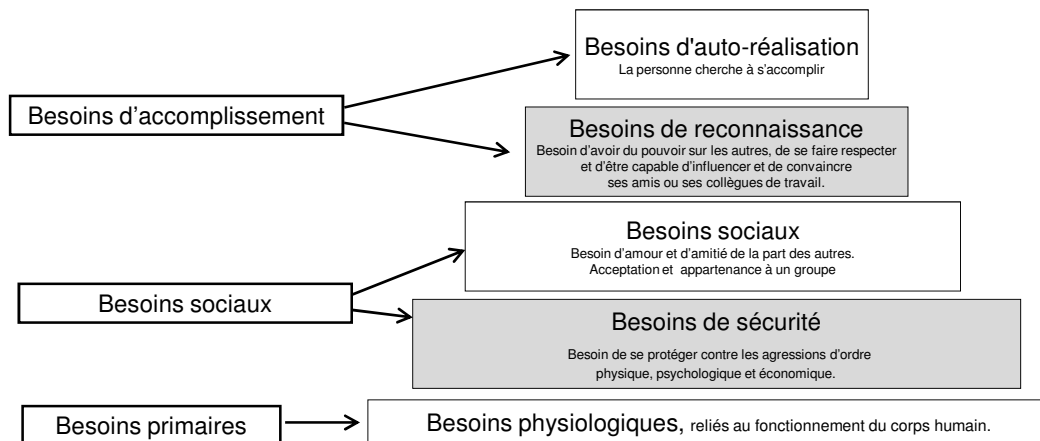 Besoins d'auto-réalisation
La personne cherche à s'accomplir
Besoins d'accomplissement
Besoins de reconnaissance
Besoin d'avoir du pouvoir sur les autres, de se faire respecter
et d'être capable d'influencer et de convaincre
ses amis ou ses collègues de travail.
Besoins sociaux
Besoin d'amour et d'amitié de la part des autres.
Acceptation et appartenance à un groupe
Besoins sociaux
Besoins de sécurité
Besoin de se protéger contre les agressions d'ordre
physique, psychologique et économique.
Besoins primaires
Besoins physiologiques, reliés au fonctionnement du corps humain.